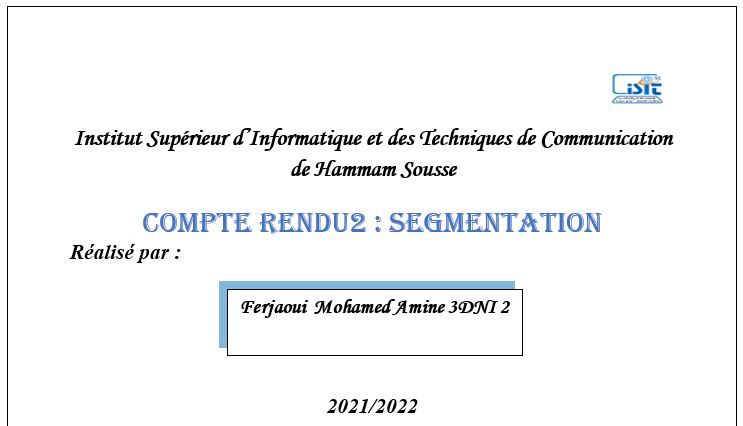 isit
Institut Supérieur d'Informatique et des Techniques de Communication
de Hammam Sousse
COMPTE RENDU2 : SEGMENTATION
Réalisé par :
Ferjaoui Mohamed Amine 3DNI 2
2021/2022